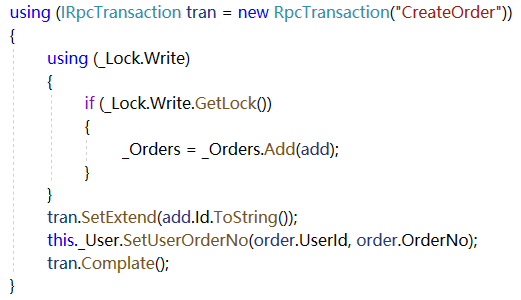 using (IRpcTransaction tran = new RpcTransaction("CreateOrder"))
{
using (_Lock.Write)
{
if (_Lock.Write.GetLock())
{
_Orders = _Orders.Add(add);
}
}
tran.SetExtend(add.Id.ToString());
this._User.SetUserOrderNo(order.UserId, order.OrderNo);
tran.Complate();
}